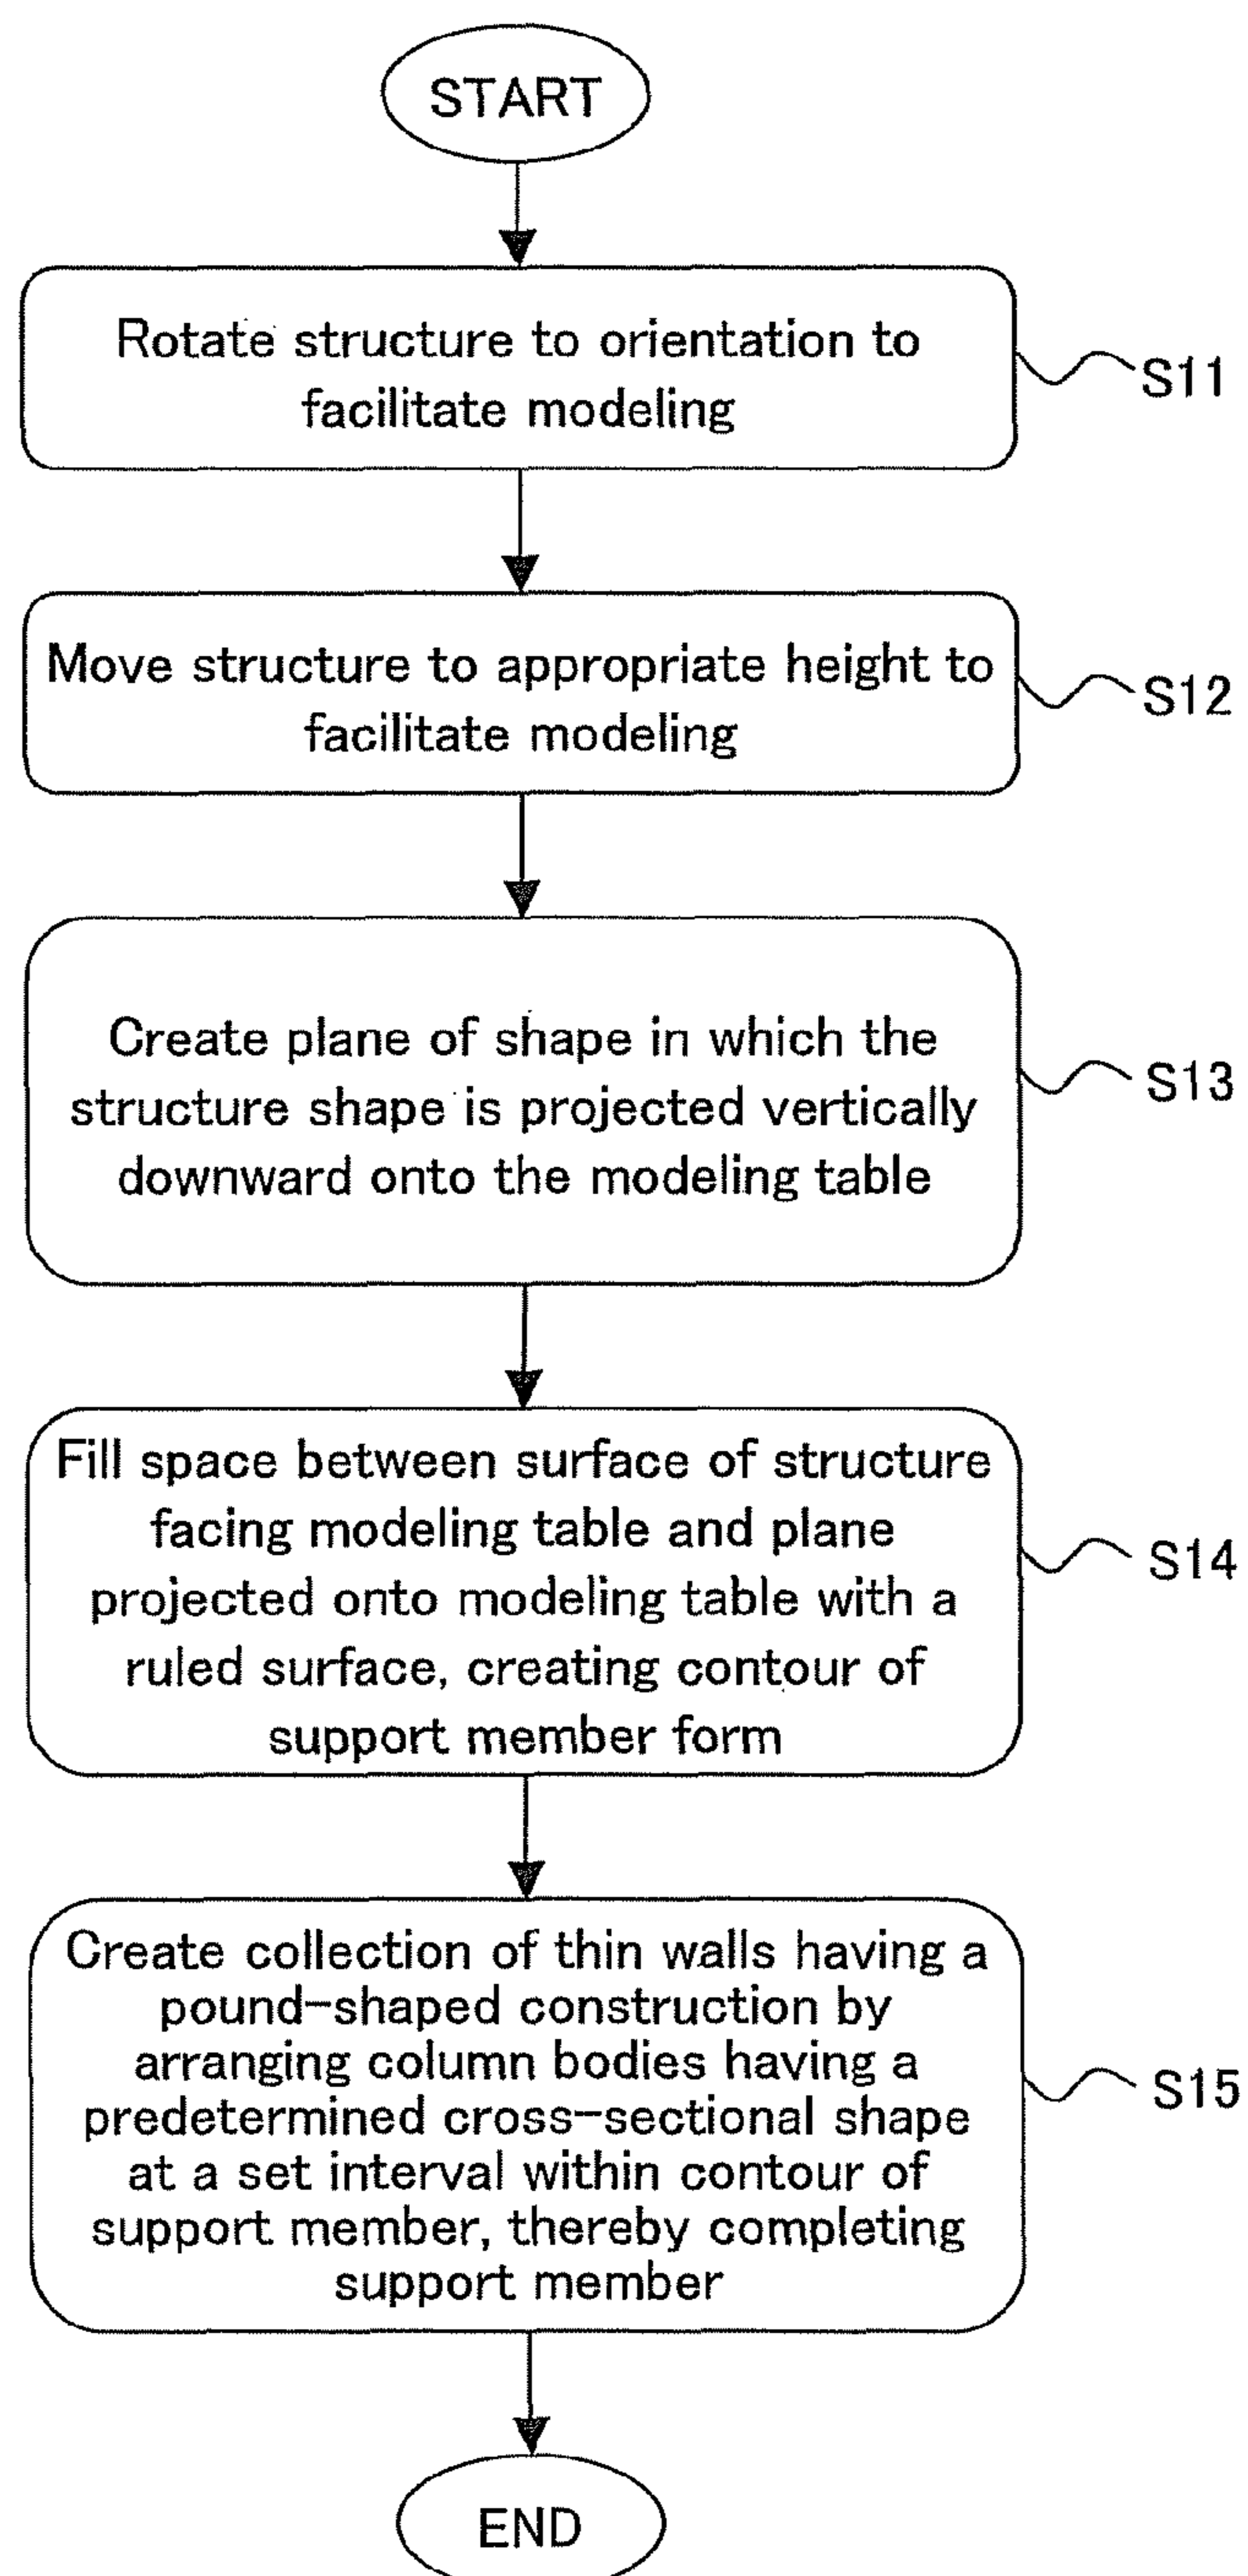 START
Rotate structure to orientation to
facilitate modeling
S11
Move structure to appropriate height to
facilitate modeling
S12
Create plane of shape in which the
structure shape is projected vertically
downward onto the modeling table
S13
Fill space between surface of structure
facing modeling table and plane
projected onto modeling table with a
ruled surface, creating contour of
support member form
S14
Create collection of thin walls having a
pound-shaped construction by
arranging column bodies having a
predetermined cross-sectional shape
at a set interval within contour of
support member, thereby completing
support member
S15
END